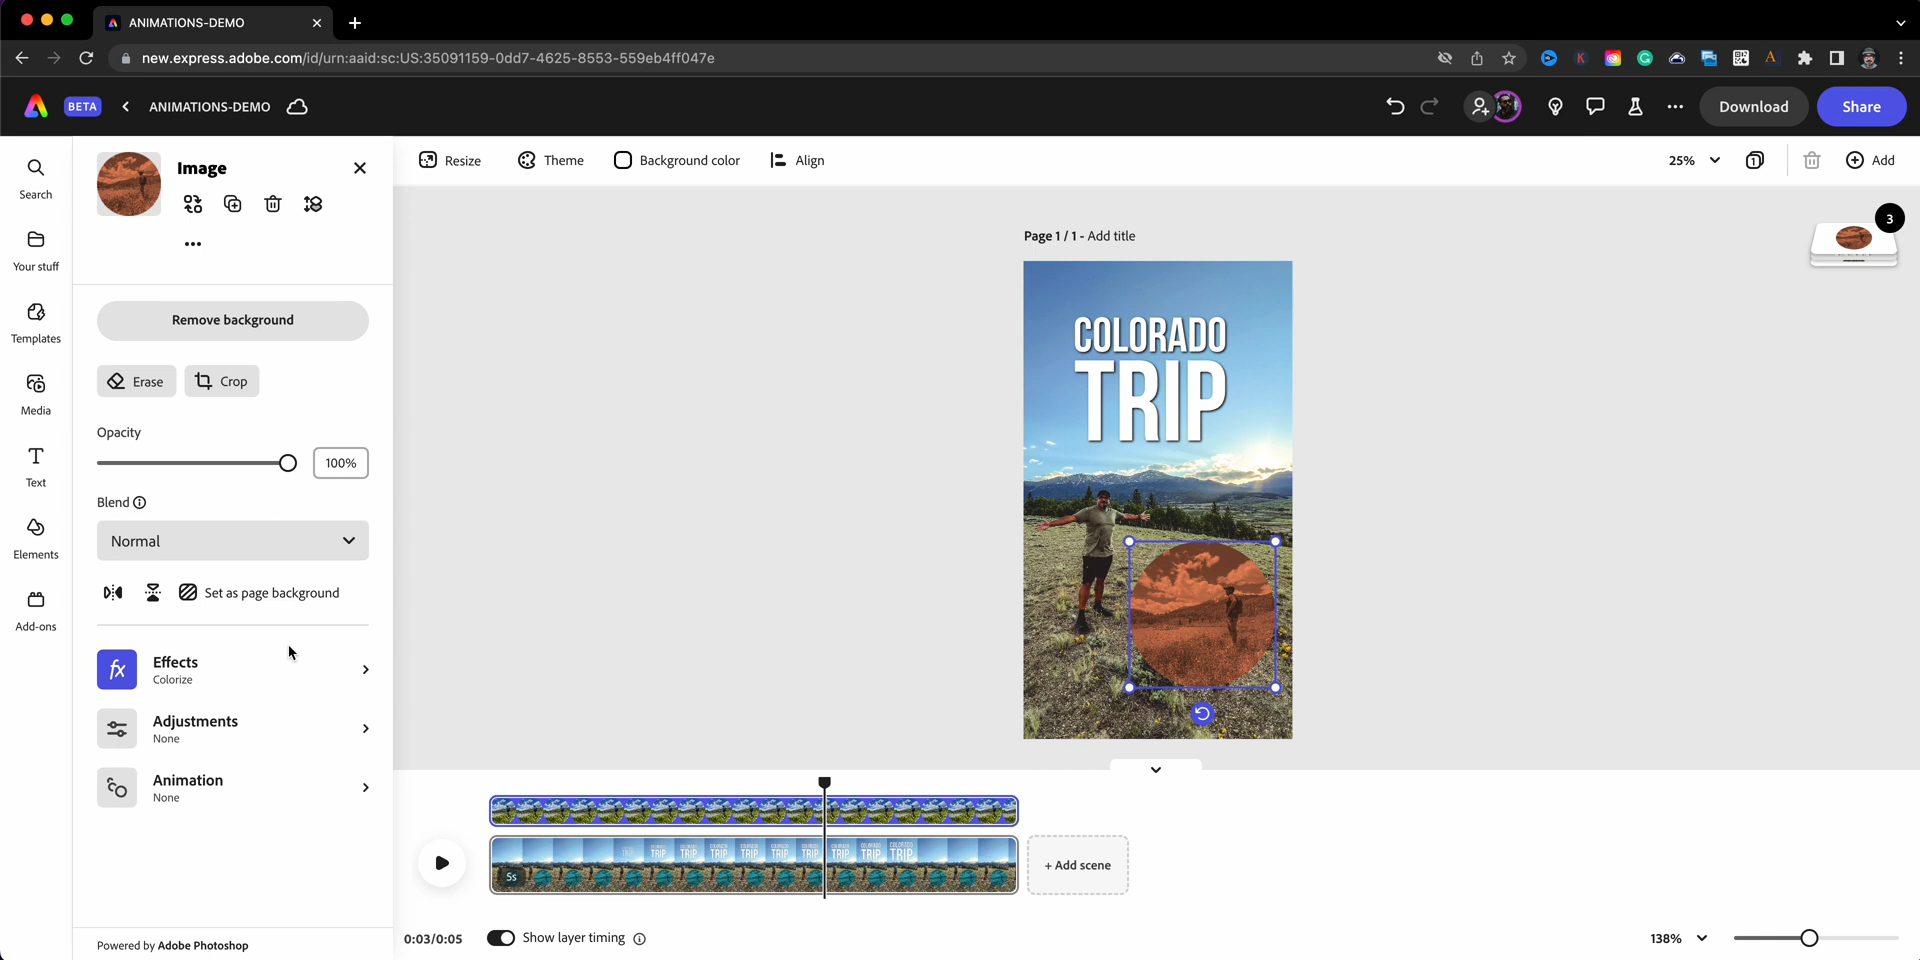 ANIMATIONS-DEMO
new.express.adobe.com/id/urn:aaid:sc:US:35091159-0dd7-4625-8553-559eb4ff047e
BETA
ANIMATIONS-DEMO
Download
Share
Search
Your stuff
Templates
Media
Text
Elements
Add-ons
Image
Remove background
Erase
Crop
Opacity
100%
Blend
Normal
Set as page background
fx
Effects
Colorize
Adjustments
None
Animation
None
Powered by Adobe Photoshop
Resize
Theme
Background color
Align
25%
1
Add
3
Page 1 / 1 - Add title
COLORADO
TRIP
5s
+ Add scene
0:03/0:05
Show layer timing
138%